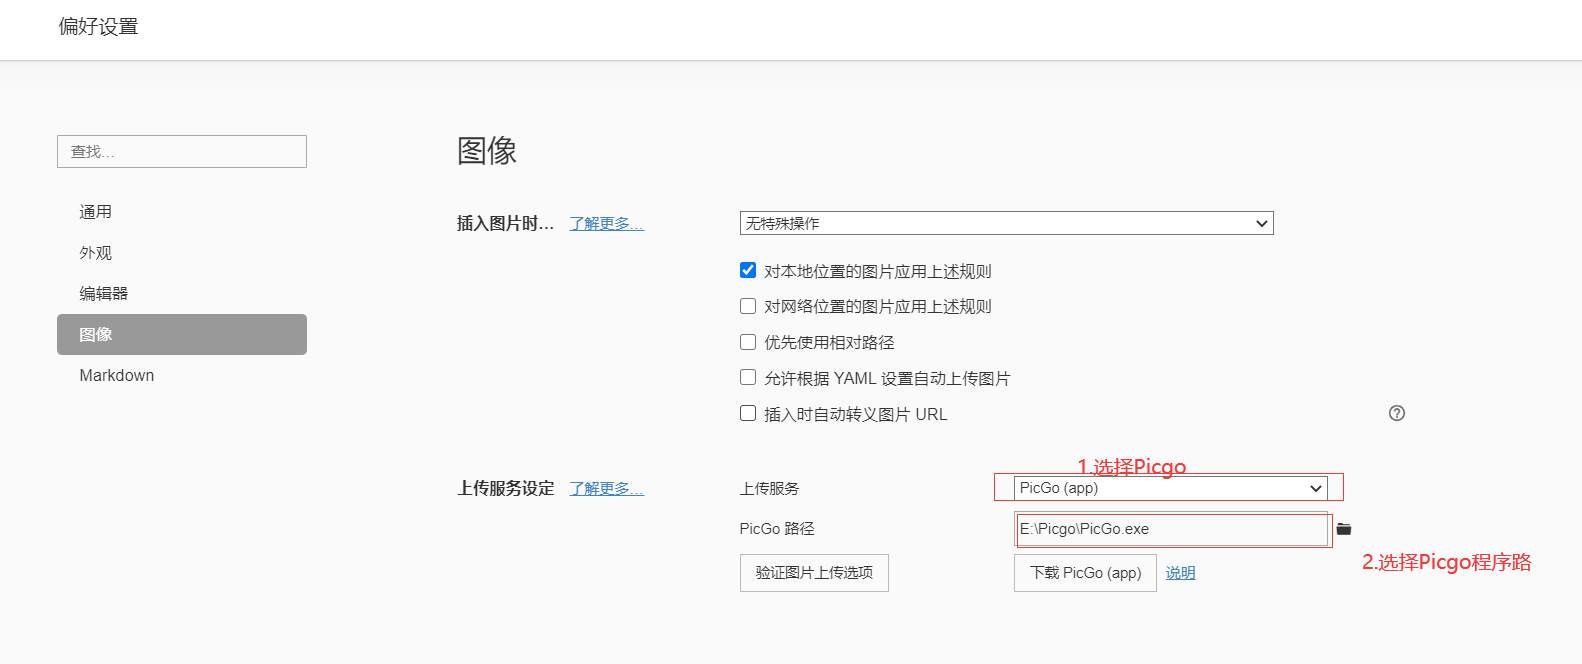 偏好设置
查找...
通用
外观
编辑器
图像
Markdown
图像
插入图片时... 了解更多... 无特殊操作
对本地位置的图片应用上述规则
对网络位置的图片应用上述规则
优先使用相对路径
允许根据 YAML 设置自动上传图片
插入时自动转义图片 URL
1.选择Picgo
上传服务设定 了解更多... 上传服务 PicGo (app)
PicGo 路径 E:\Picgo\PicGo.exe
2.选择Picgo程序路
验证图片上传选项 下载 PicGo (app) 说明